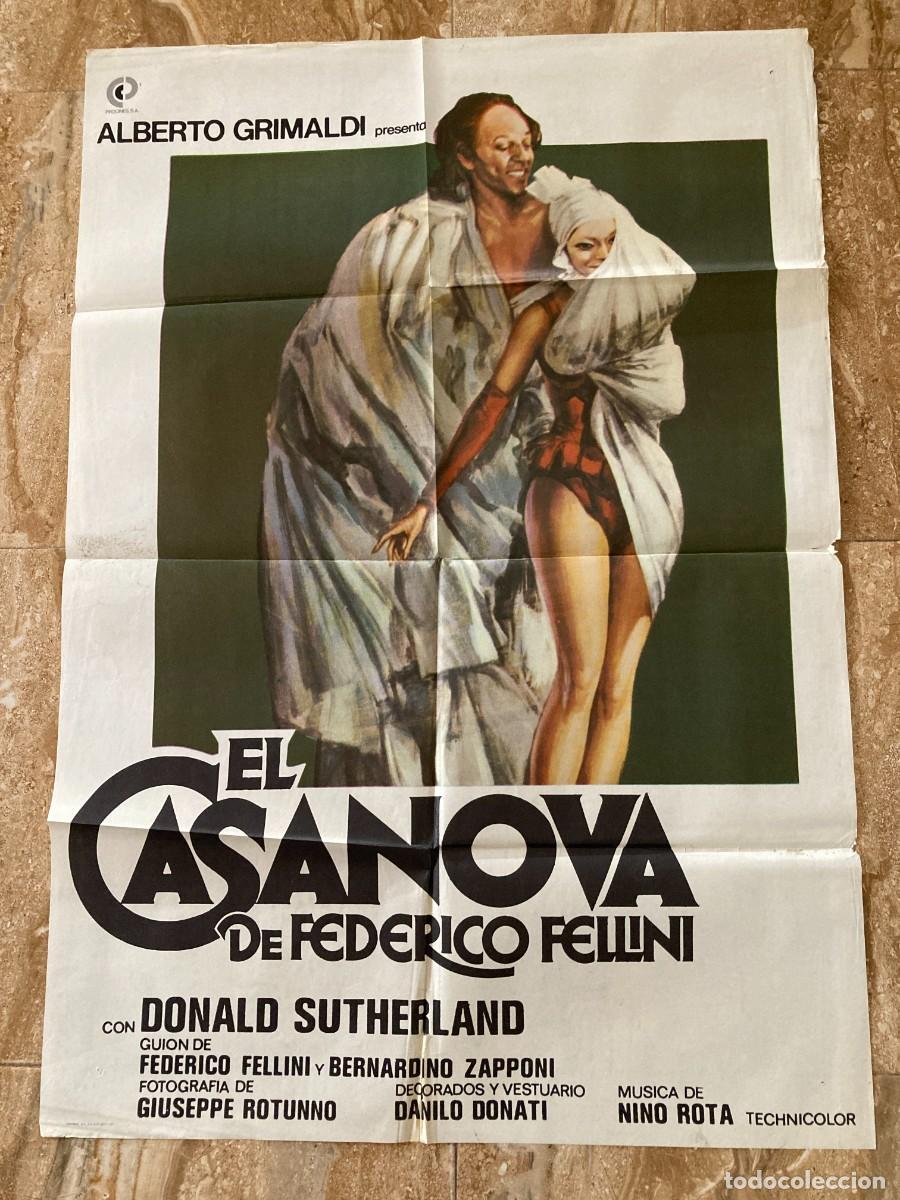 PROCINES, S.A.
ALBERTO GRIMALDI presenta
EL
CASANOVA
DE FEDERICO FELLINI
CON DONALD SUTHERLAND
GUION DE
FEDERICO FELLINI Y BERNARDINO ZAPPONI
FOTOGRAFIA DE
GIUSEPPE ROTUNNO
DECORADOS Y VESTUARIO
DANILO DONATI
MUSICA DE
NINO ROTA
TECHNICOLOR
todocoleccion